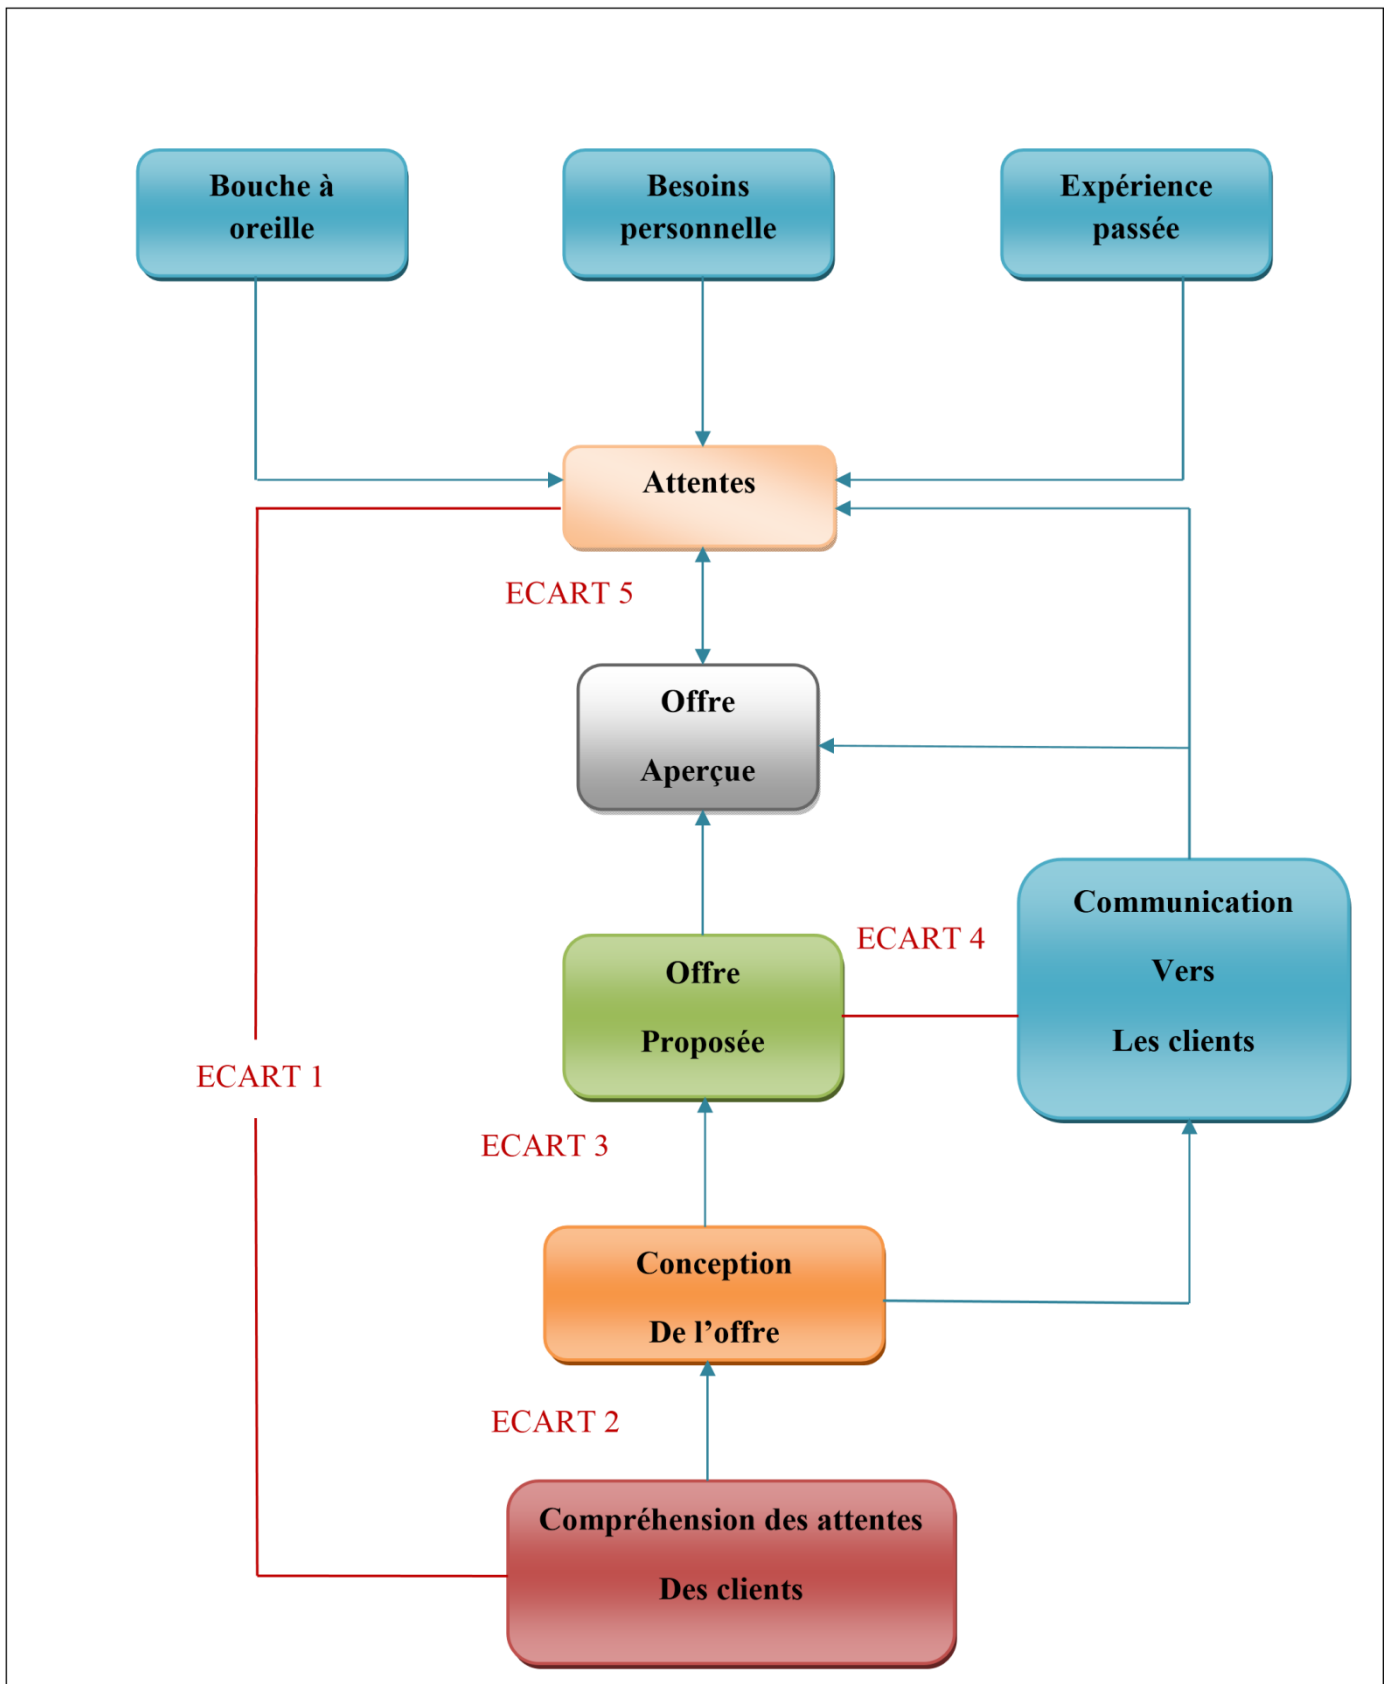 Bouche à
oreille
Besoins
personnelle
Expérience
passée
Attentes
ECART 5
Offre
Aperçue
Communication
Vers
Les clients
ECART 4
Offre
Proposée
ECART 1
ECART 3
Conception
De l’offre
ECART 2
Compréhension des attentes
Des clients